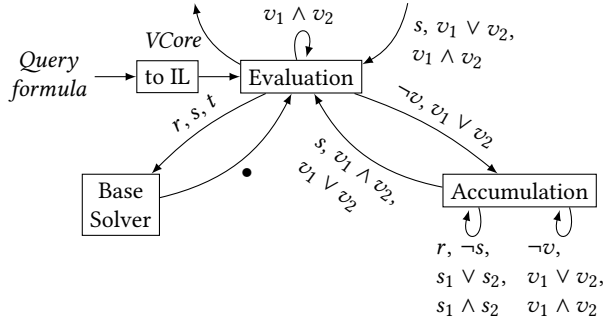 v₁ ∧ v₂
VCore
s, v₁ ∨ v₂,
v₁ ∧ v₂
Query
formula
to IL
Evaluation
r, s, t
¬v, v₁ ∨ v₂
s, v₁ ∧ v₂,
v₁ ∨ v₂
•
Base
Solver
Accumulation
r, ¬s,
s₁ ∨ s₂,
s₁ ∧ s₂
¬v,
v₁ ∨ v₂,
v₁ ∧ v₂